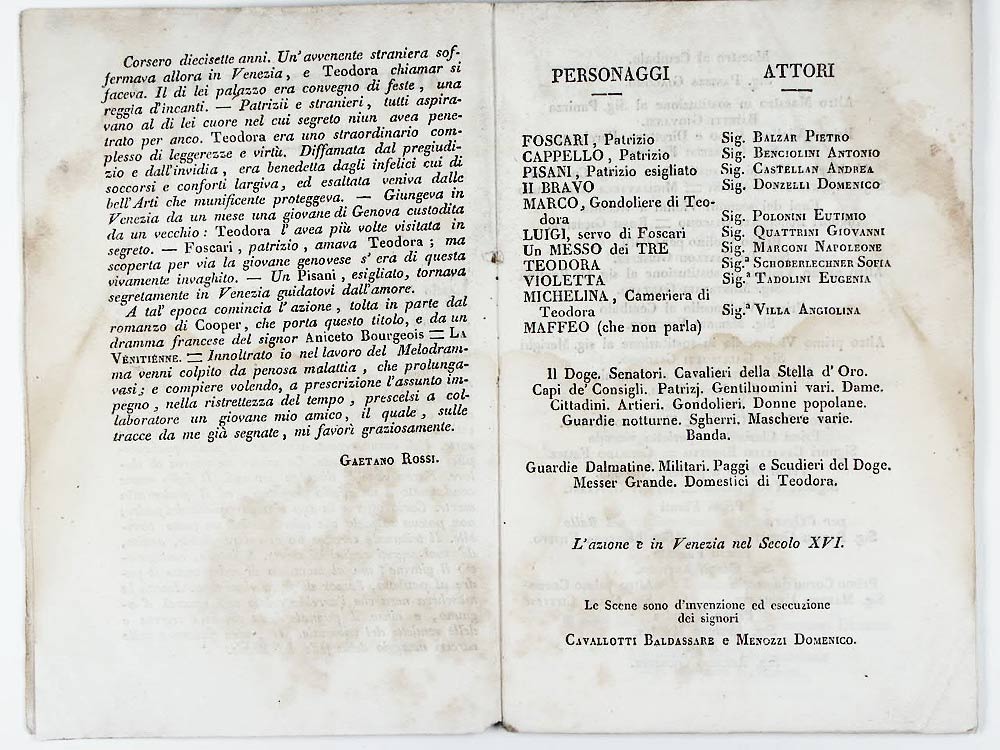 Corsero diecisette anni. Un' avvenente straniera sof-
fermava allora in Venezia, e Teodora chiamar si
faceva. Il di lei palazzo era convegno di feste, una
reggia d'incanti. — Patrizii e stranieri, tutti aspira-
vano al di lei cuore nel cui segreto niun avea pene-
trato per anco. Teodora era uno straordinario com-
plesso di leggerezze e virtù. Diffamata dal pregiudi-
zio e dall'invidia, era benedetta dagli infelici cui di
soccorsi e conforti largiva, ed esaltata veniva dalle
bell'Arti che munificente proteggeva. — Giungeva in
Venezia da un mese una giovane di Genova custodita
da un vecchio: Teodora l' avea più volte visitata in
segreto. — Foscari, patrizio, amava Teodora; ma
scoperta per via la giovane genovese s' era di questa
vivamente invaghito. — Un Pisani, esigliato, tornava
segretamente in Venezia guidatovi dall'amore.
A tal' epoca comincia l' azione, tolta in parte dal
romanzo di Cooper, che porta questo titolo, e da un
dramma francese del signor Aniceto Bourgeois = LA
VÉNITIENNE. = Innoltrato io nel lavoro del Melodram-
ma venni colpito da penosa malattia, che prolunga-
vasi; e compiere volendo, a prescrizione l'assunto im-
pegno, nella ristrettezza del tempo, prescelsi a col-
laboratore un giovane mio amico, il quale, sulle
tracce da me già segnate, mi favorì graziosamente.
GAETANO ROSSI.
PERSONAGGI ATTORI
FOSCARI, Patrizio Sig. BALZAR PIETRO
CAPPELLO, Patrizio Sig. BENCIOLINI ANTONIO
PISANI, Patrizio esigliato Sig. CASTELLAN ANDREA
Il BRAVO Sig. DONZELLI DOMENICO
MARCO, Gondoliere di Teo-
dora Sig. POLONINI EUTIMIO
LUIGI, servo di Foscari Sig. QUATTRINI GIOVANNI
Un MESSO dei TRE Sig. MARCONI NAPOLEONE
TEODORA Sig.ª SCHOBERLECHNER SOFIA
VIOLETTA Sig.ª TADOLINI EUGENIA
MICHELINA, Cameriera di
Teodora Sig.ª VILLA ANGIOLINA
MAFFEO (che non parla)
Il Doge. Senatori. Cavalieri della Stella d' Oro.
Capi de' Consigli. Patrizj. Gentiluomini vari. Dame.
Cittadini. Artieri. Gondolieri. Donne popolane.
Guardie notturne. Sgherri. Maschere varie.
Banda.
Guardie Dalmatine. Militari. Paggi e Scudieri del Doge.
Messer Grande. Domestici di Teodora.
L'azione è in Venezia nel Secolo XVI.
Le Scene sono d'invenzione ed esecuzione
dei signori
CAVALLOTTI BALDASSARE e MENOZZI DOMENICO.